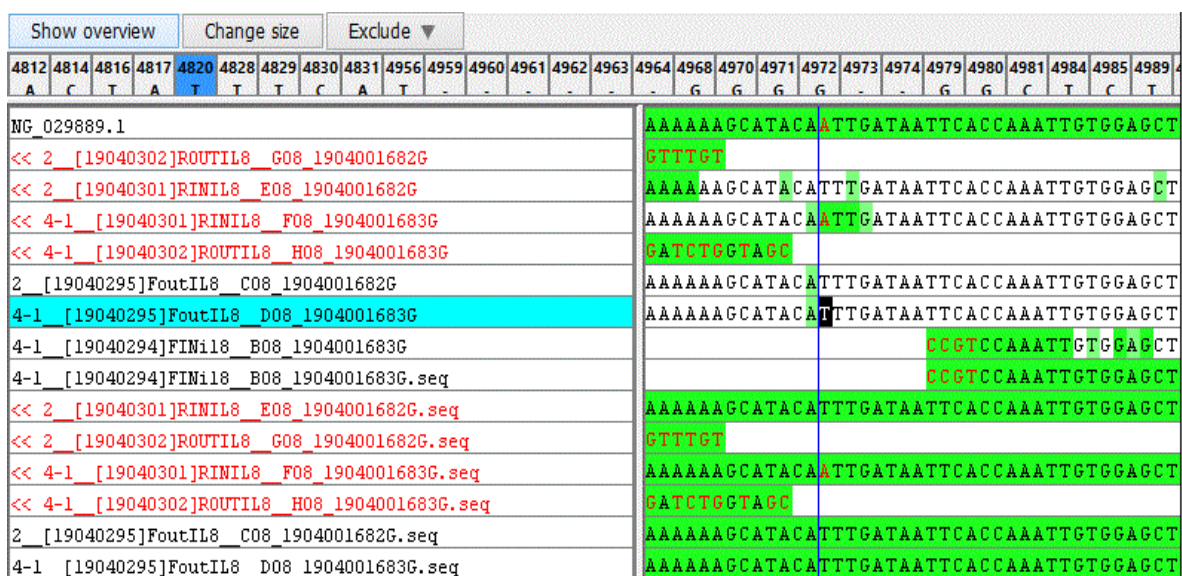 Show overview Change size Exclude ▼
4812 4814 4816 4817 4820 4828 4829 4830 4831 4956 4959 4960 4961 4962 4963 4964 4968 4970 4971 4972 4973 4974 4979 4980 4981 4984 4985 4989
A C T A T T T C A T - - - - - - G G G G - - G G C T C T
NG_029889.1 AAAAAAGCATACAATTGATAATTCACCAAATTGTGGAGCT
<< 2__[19040302]ROUTIL8__G08_1904001682G GTTTGT
<< 2__[19040301]RINIL8__E08_1904001682G AAAAAAGCATACATTTGATAATTCACCAAATTGTGGAGCT
<< 4-1__[19040301]RINIL8__F08_1904001683G AAAAAAGCATACAATTGATAATTCACCAAATTGTGGAGCT
<< 4-1__[19040302]ROUTIL8__H08_1904001683G GATCTGGTAGC
2__[19040295]FoutIL8__C08_1904001682G AAAAAAGCATACATTTGATAATTCACCAAATTGTGGAGCT
4-1__[19040295]FoutIL8__D08_1904001683G AAAAAAGCATACATTTGATAATTCACCAAATTGTGGAGCT
4-1__[19040294]FINil8__B08_1904001683G CCGTCCAAATTGTGGAGCT
4-1__[19040294]FINil8__B08_1904001683G.seq CCGTCCAAATTGTGGAGCT
<< 2__[19040301]RINIL8__E08_1904001682G.seq AAAAAAGCATACATTTGATAATTCACCAAATTGTGGAGCT
<< 2__[19040302]ROUTIL8__G08_1904001682G.seq GTTTGT
<< 4-1__[19040301]RINIL8__F08_1904001683G.seq AAAAAAGCATACAATTGATAATTCACCAAATTGTGGAGCT
<< 4-1__[19040302]ROUTIL8__H08_1904001683G.seq GATCTGGTAGC
2__[19040295]FoutIL8__C08_1904001682G.seq AAAAAAGCATACATTTGATAATTCACCAAATTGTGGAGCT
4-1__[19040295]FoutIL8__D08_1904001683G.seq AAAAAAGCATACATTTGATAATTCACCAAATTGTGGAGCT